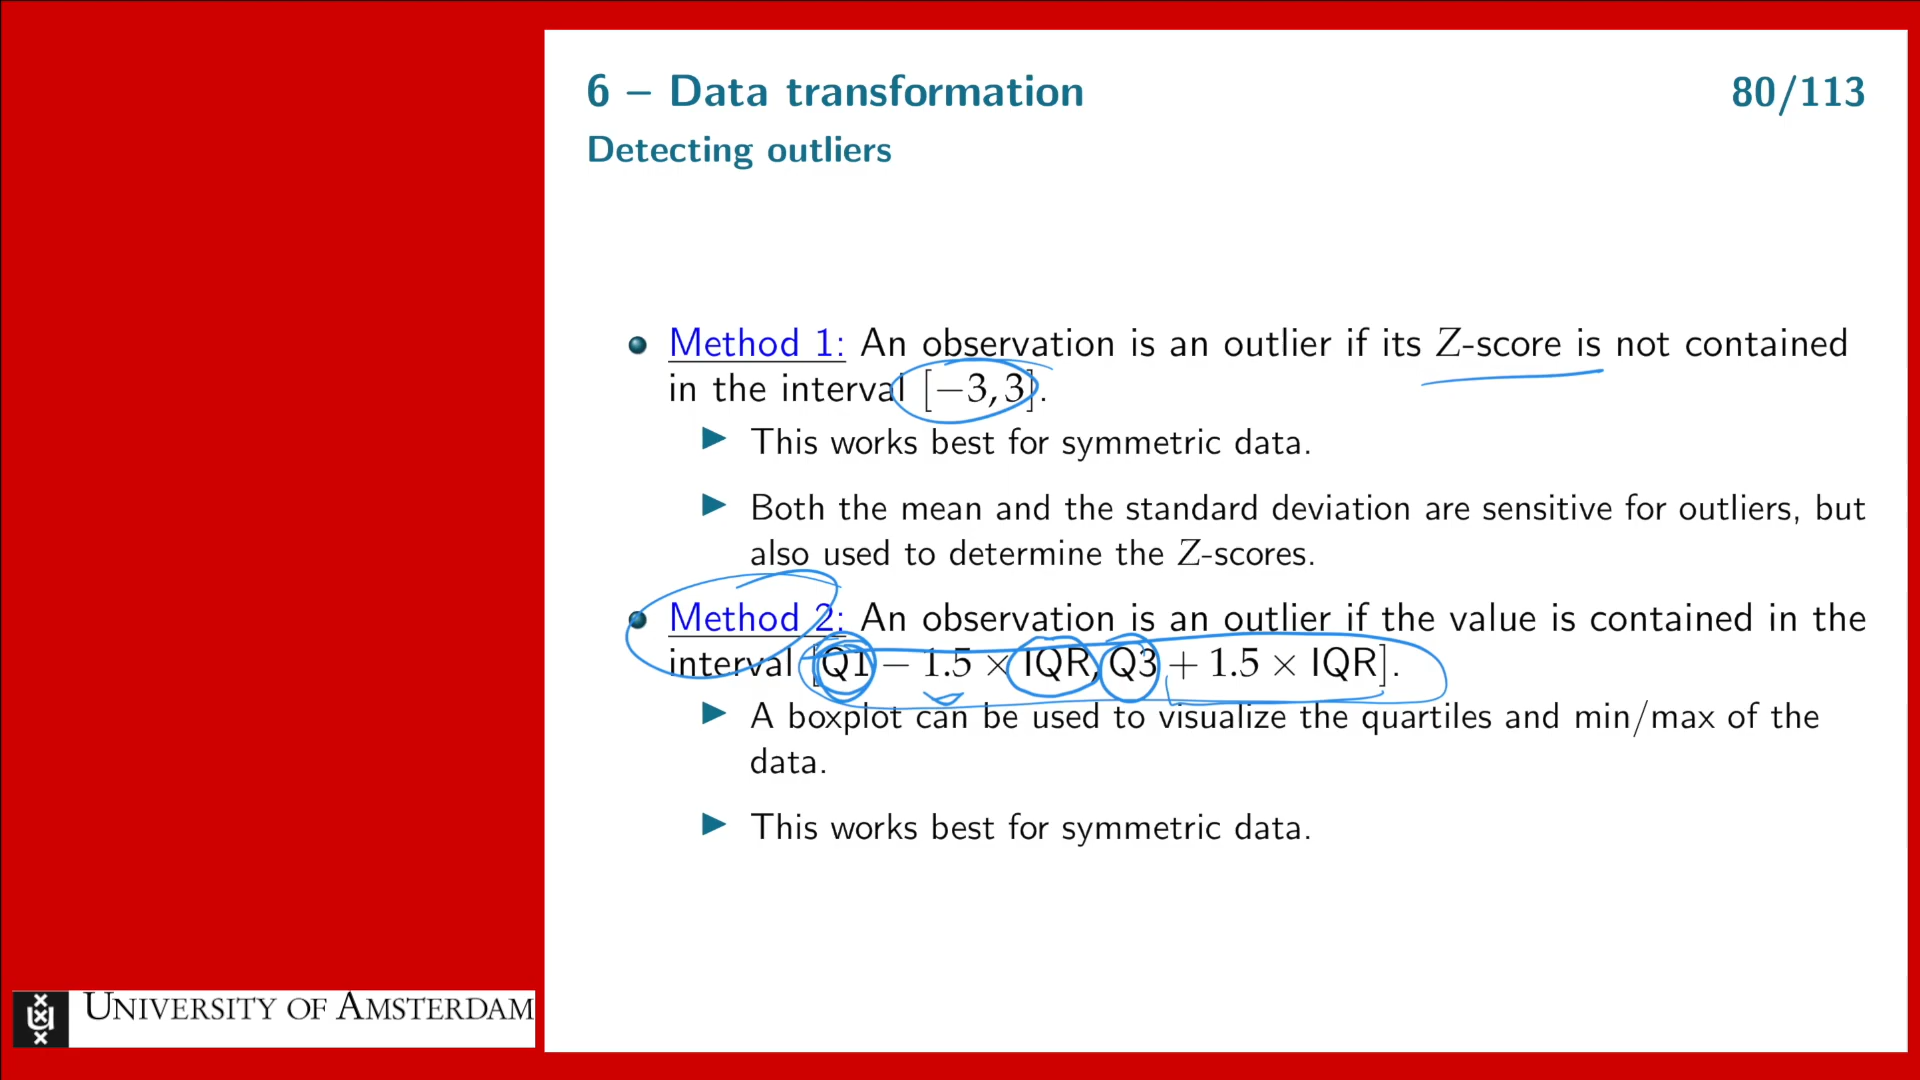 6 – Data transformation 80/113
Detecting outliers
Method 1: An observation is an outlier if its Z-score is not contained
in the interval [−3, 3].
This works best for symmetric data.
Both the mean and the standard deviation are sensitive for outliers, but
also used to determine the Z-scores.
Method 2: An observation is an outlier if the value is contained in the
interval [Q1 − 1.5 × IQR, Q3 + 1.5 × IQR].
A boxplot can be used to visualize the quartiles and min/max of the
data.
This works best for symmetric data.
UNIVERSITY OF AMSTERDAM